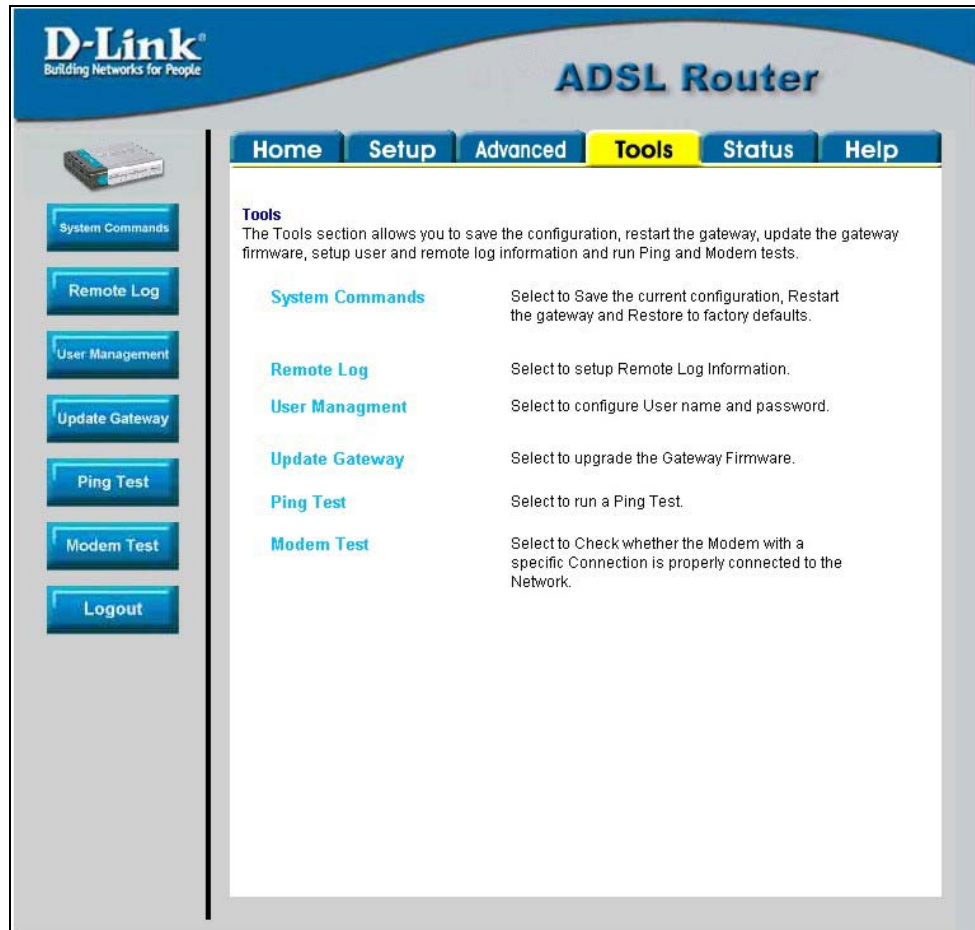 D-Link®
Building Networks for People
ADSL Router
Home Setup Advanced Tools Status Help
System Commands
Remote Log
User Management
Update Gateway
Ping Test
Modem Test
Logout
Tools
The Tools section allows you to save the configuration, restart the gateway, update the gateway
firmware, setup user and remote log information and run Ping and Modem tests.
System Commands Select to Save the current configuration, Restart
the gateway and Restore to factory defaults.
Remote Log Select to setup Remote Log Information.
User Managment Select to configure User name and password.
Update Gateway Select to upgrade the Gateway Firmware.
Ping Test Select to run a Ping Test.
Modem Test Select to Check whether the Modem with a
specific Connection is properly connected to the
Network.